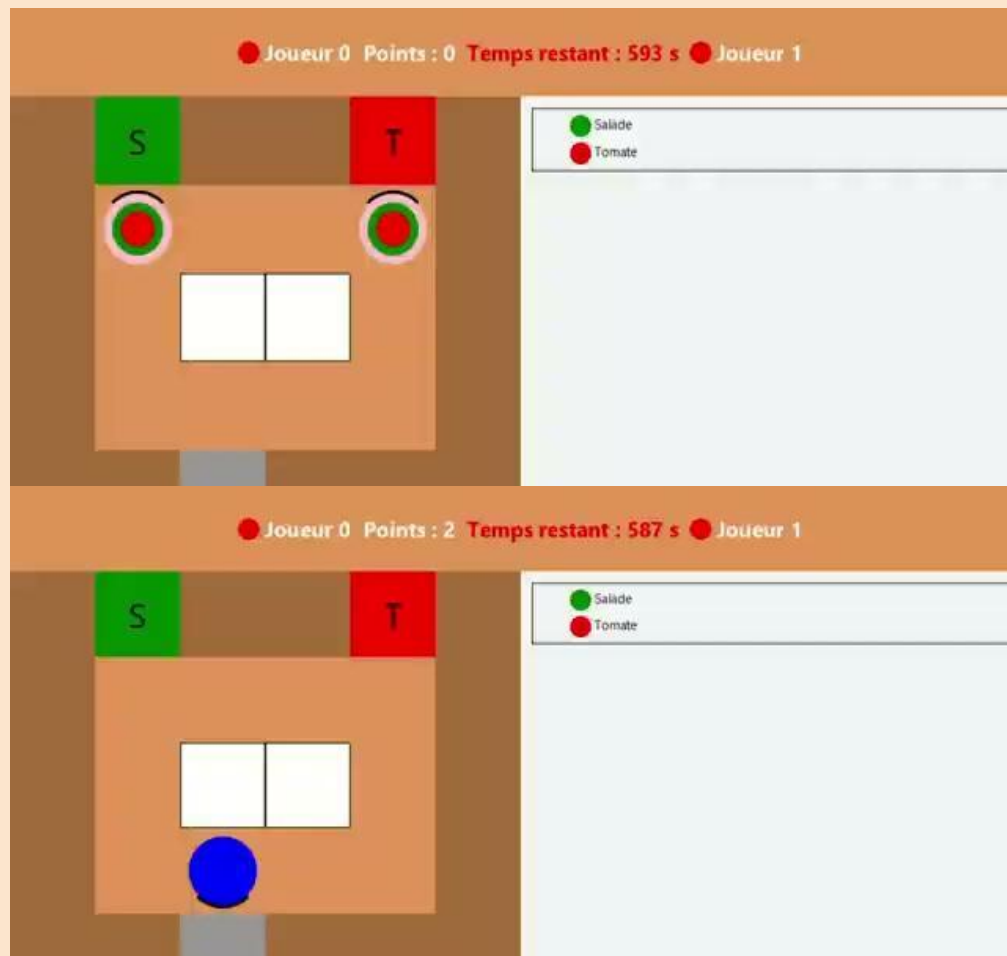 Joueur 0 Points : 0 Temps restant : 593 s Joueur 1
S T
Salade
Tomate
Joueur 0 Points : 2 Temps restant : 587 s Joueur 1
S T
Salade
Tomate